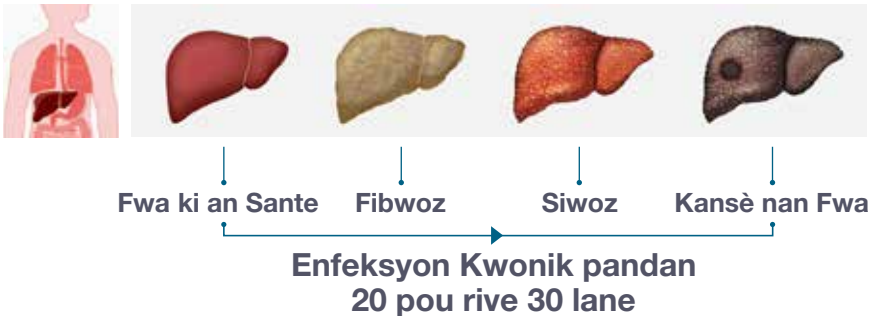 Fwa ki an Sante
Fibwoz
Siwoz
Kansè nan Fwa
Enfeksyon Kwonik pandan
20 pou rive 30 lane